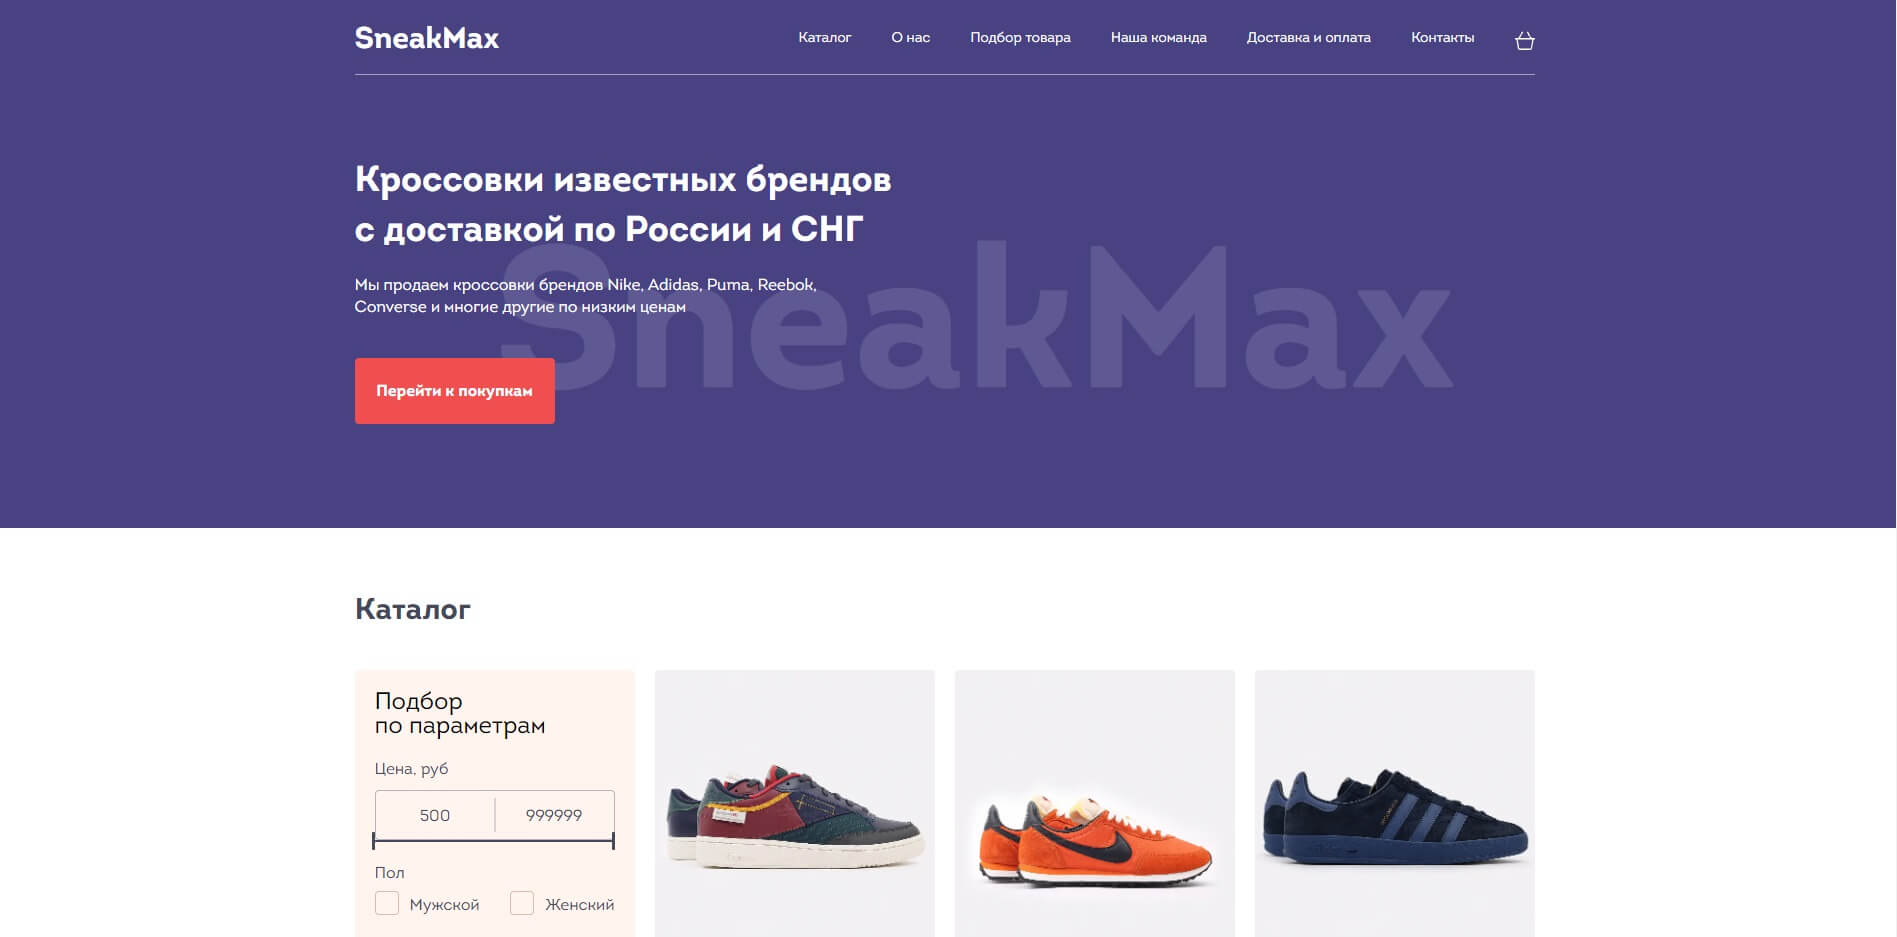 SneakMax
Каталог
О нас
Подбор товара
Наша команда
Доставка и оплата
Контакты
Кроссовки известных брендов
с доставкой по России и СНГ
SneakMax
Мы продаем кроссовки брендов Nike, Adidas, Puma, Reebok,
Converse и многие другие по низким ценам
Перейти к покупкам
Каталог
Подбор
по параметрам
Цена, руб
500
999999
Пол
Мужской
Женский